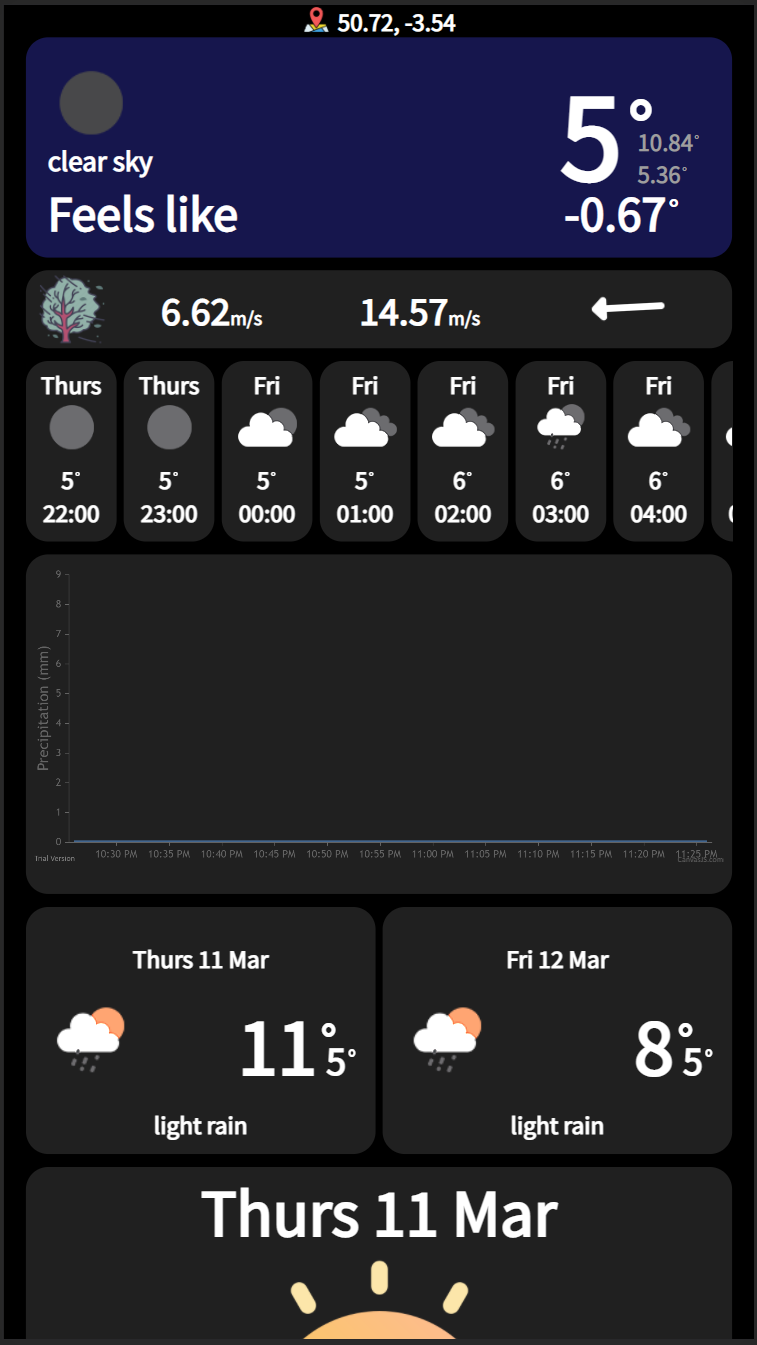 50.72, -3.54
5°
10.84°
5.36°
clear sky
Feels like -0.67°
6.62m/s 14.57m/s
Thurs Thurs Fri Fri Fri Fri Fri
5° 5° 5° 5° 6° 6° 6°
22:00 23:00 00:00 01:00 02:00 03:00 04:00
Precipitation (mm)
9
8
7
6
5
4
3
2
1
0
10:30 PM 10:35 PM 10:40 PM 10:45 PM 10:50 PM 10:55 PM 11:00 PM 11:05 PM 11:10 PM 11:15 PM 11:20 PM 11:25 PM
Trial Version CanvasJS.com
Thurs 11 Mar Fri 12 Mar
11° 5° 8° 5°
light rain light rain
Thurs 11 Mar